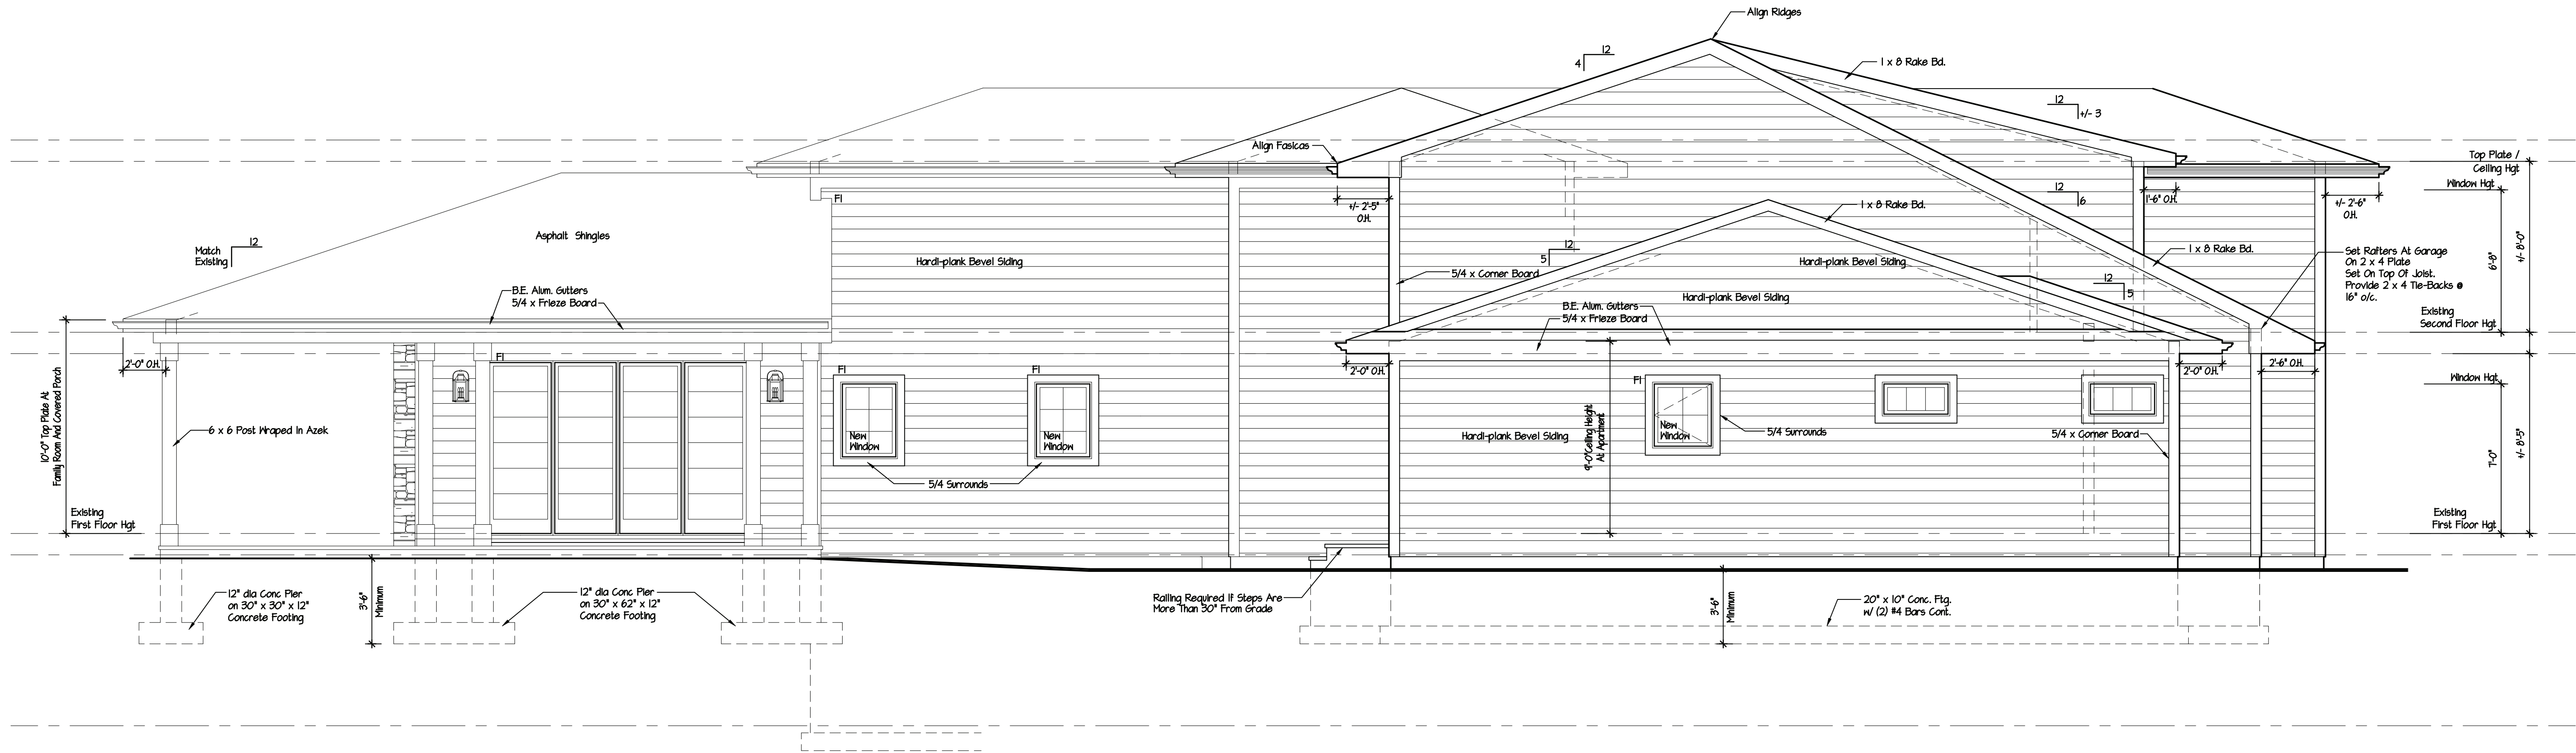 Align Ridges
12
4
1 x 8 Rake Bd.
12
+/- 3
Align Fasicas
Top Plate /
Ceiling Hgt
Window Hgt
FI
+/- 2'-5"
O.H.
12
6
1'-6" O.H.
+/- 2'-6"
O.H.
1 x 8 Rake Bd.
Asphalt Shingles
Match
Existing
12
12
5
Hardi-plank Bevel Siding
Hardi-plank Bevel Siding
1 x 8 Rake Bd.
5/4 x Corner Board
Set Rafters At Garage
On 2 x 4 Plate
Set On Top Of Joist.
Provide 2 x 4 Tie-Backs @
16" o/c.
6'-8"
+/- 8'-0"
12
5
B.E. Alum. Gutters
5/4 x Frieze Board
Hardi-plank Bevel Siding
B.E. Alum. Gutters
5/4 x Frieze Board
Existing
Second Floor Hgt
2'-0" O.H.
FI
FI
FI
2'-0" O.H.
FI
2'-0" O.H.
2'-6" O.H.
Window Hgt
10'-0" Top Plate At
Family Room And Covered Porch
6 x 6 Post Wraped In Azek
New
Window
New
Window
Hardi-plank Bevel Siding
9'-0" Ceiling Height
At Apartment
New
Window
5/4 Surrounds
5/4 x Corner Board
7'-0"
+/- 8'-5"
5/4 Surrounds
Existing
First Floor Hgt
Existing
First Floor Hgt
12" dia Conc Pier
on 30" x 30" x 12"
Concrete Footing
3'-6"
Minimum
12" dia Conc Pier
on 30" x 62" x 12"
Concrete Footing
Railing Required If Steps Are
More Than 30" From Grade
3'-6"
Minimum
20" x 10" Conc. Ftg.
w/ (2) #4 Bars Cont.